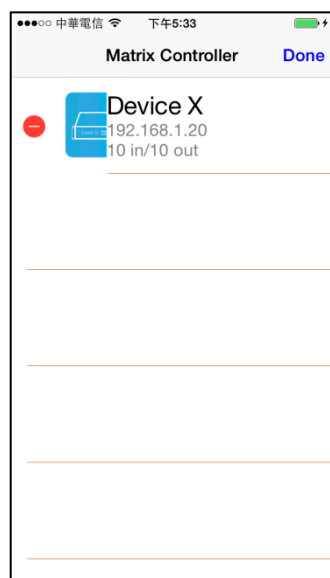 中華電信 下午5:33
Matrix Controller Done
Device X
192.168.1.20
10 in/10 out